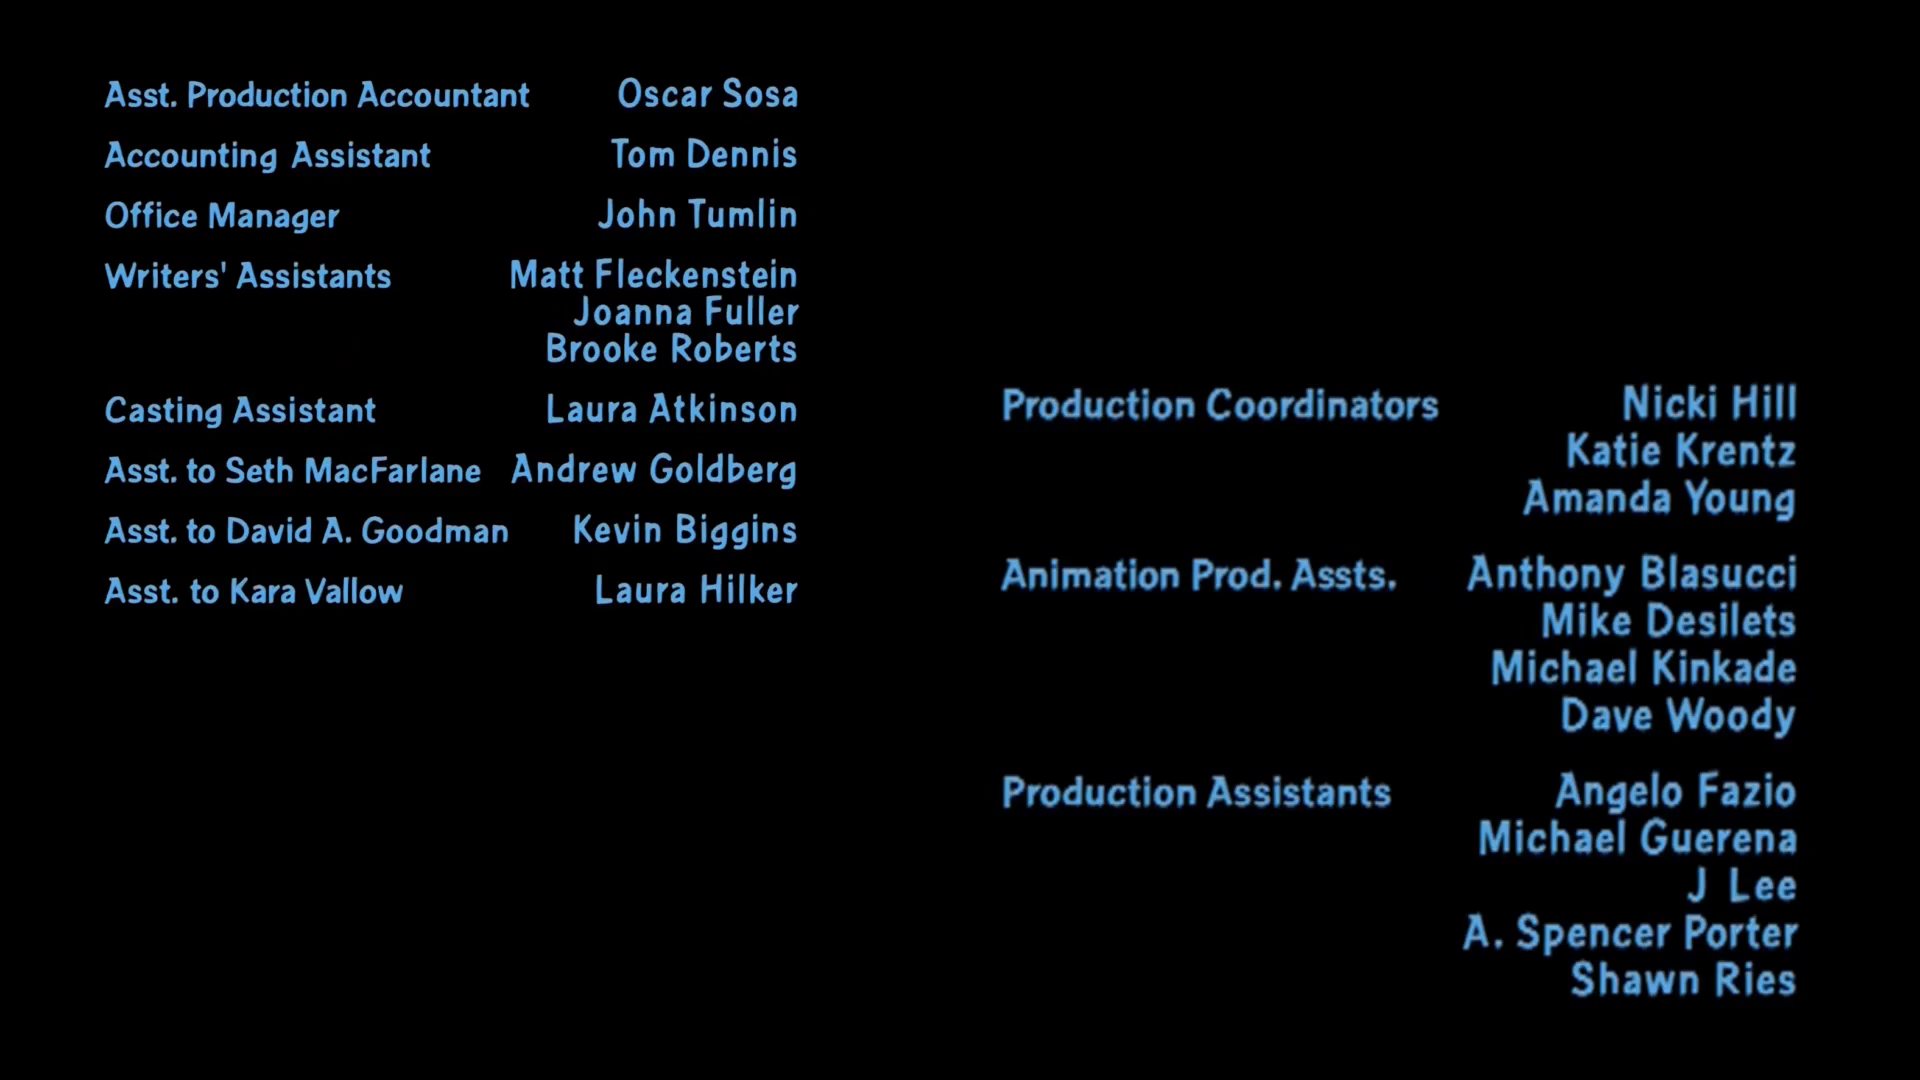 Asst. Production Accountant Oscar Sosa
Accounting Assistant Tom Dennis
Office Manager John Tumlin
Writers' Assistants Matt Fleckenstein
Joanna Fuller
Brooke Roberts
Casting Assistant Laura Atkinson
Asst. to Seth MacFarlane Andrew Goldberg
Asst. to David A. Goodman Kevin Biggins
Asst. to Kara Vallow Laura Hilker
Production Coordinators Nicki Hill
Katie Krentz
Amanda Young
Animation Prod. Assts. Anthony Blasucci
Mike Desilets
Michael Kinkade
Dave Woody
Production Assistants Angelo Fazio
Michael Guerena
J Lee
A. Spencer Porter
Shawn Ries